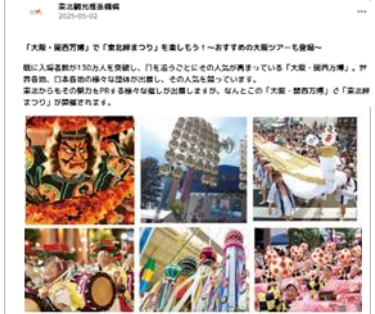 東北観光推進機構
2025-05-02
「大阪・関西万博」で「東北絆まつり」を楽しもう！～おすすめの大阪ツアーも登場～
既に入場者数が130万人を突破し、日を追うごとにその人気が高まっている「大阪・関西万博」。世
界各地、日本各地の様々な団体が出展し、その人気を競っています。
東北からもその魅力をPRする様々な催しが出展しますが、なんとこの「大阪・関西万博」で「東北絆
まつり」が開催されます。